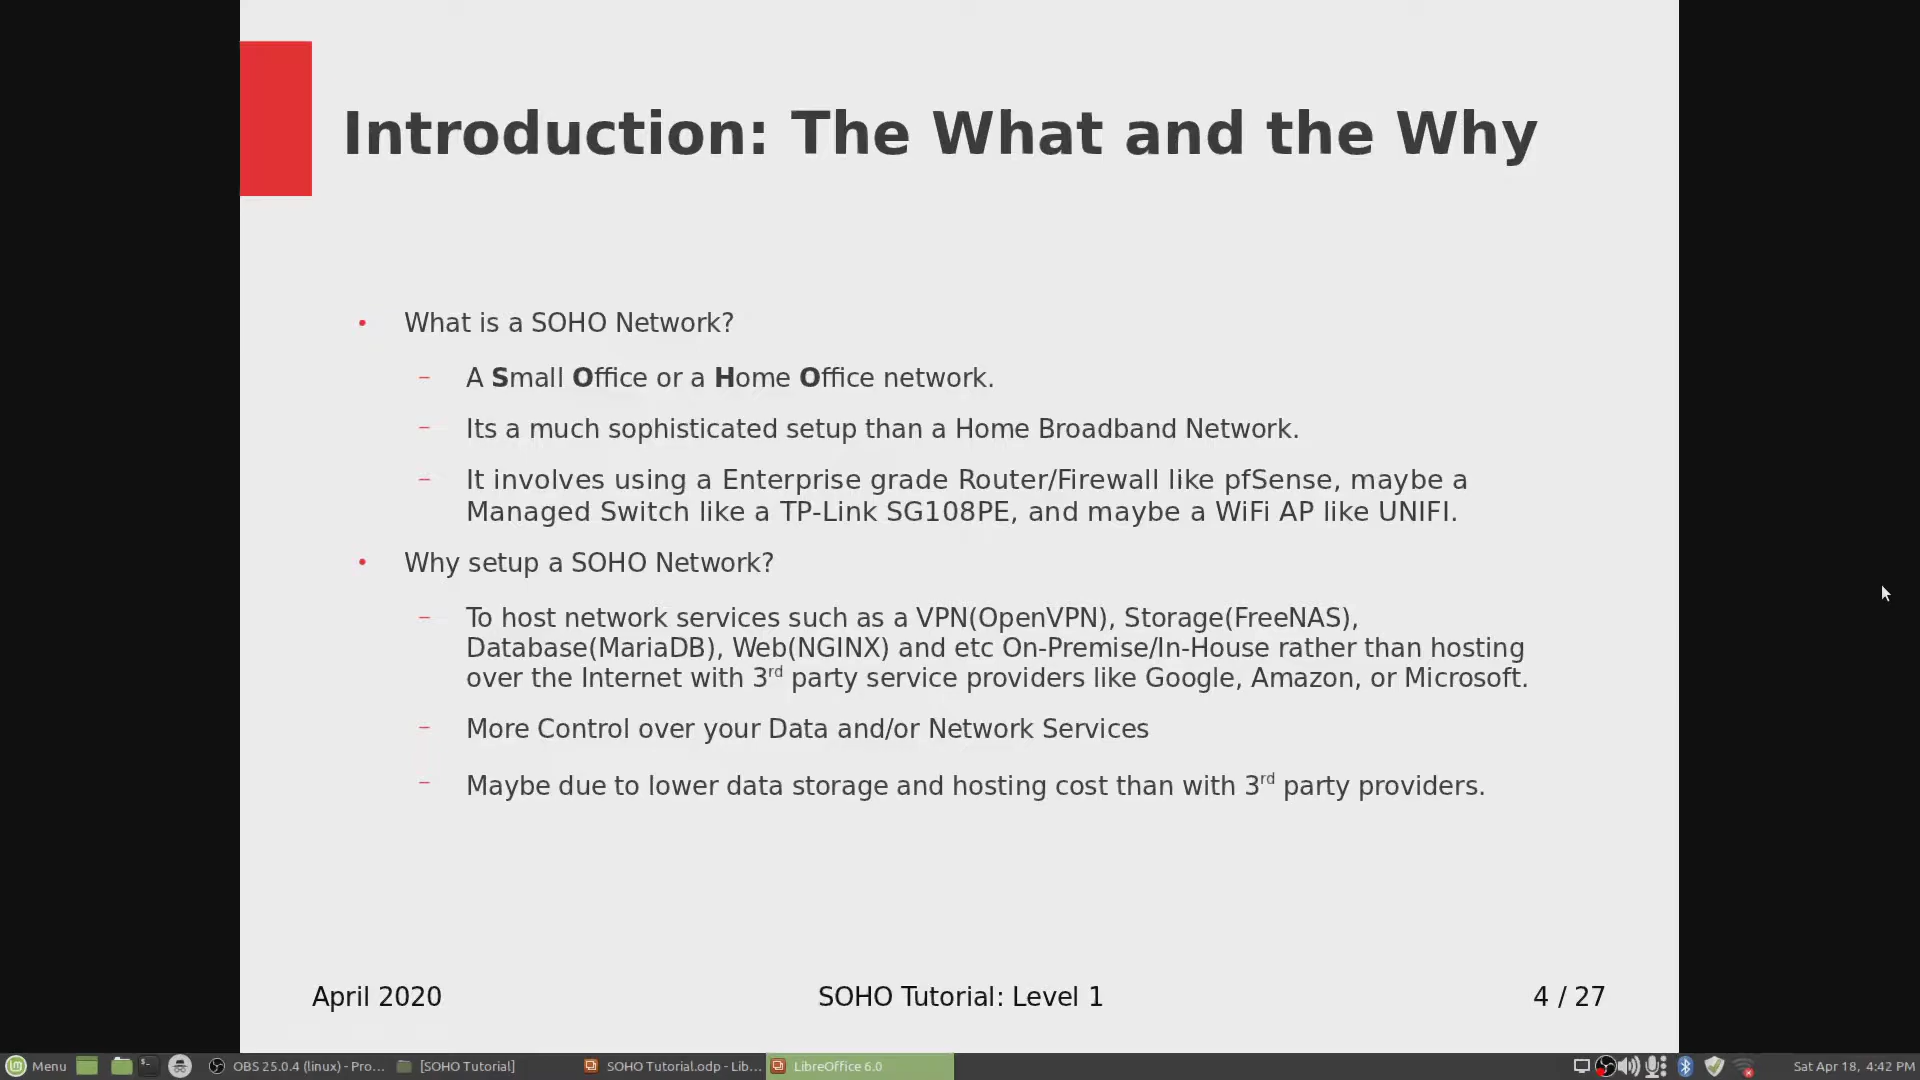 Introduction: The What and the Why
• What is a SOHO Network?
– A Small Office or a Home Office network.
– Its a much sophisticated setup than a Home Broadband Network.
– It involves using a Enterprise grade Router/Firewall like pfSense, maybe a
Managed Switch like a TP-Link SG108PE, and maybe a WiFi AP like UNIFI.
• Why setup a SOHO Network?
– To host network services such as a VPN(OpenVPN), Storage(FreeNAS),
Database(MariaDB), Web(NGINX) and etc On-Premise/In-House rather than hosting
over the Internet with 3rd party service providers like Google, Amazon, or Microsoft.
– More Control over your Data and/or Network Services
– Maybe due to lower data storage and hosting cost than with 3rd party providers.
April 2020 SOHO Tutorial: Level 1 4 / 27
Menu OBS 25.0.4 (linux) - Pro... [SOHO Tutorial] SOHO Tutorial.odp - Lib... LibreOffice 6.0 Sat Apr 18, 4:42 PM